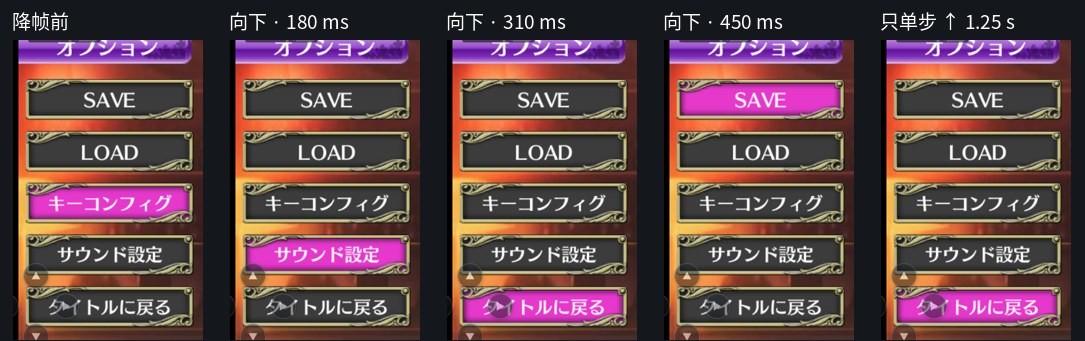 降帧前
オプション
SAVE
LOAD
キーコンフィグ
サウンド設定
タイトルに戻る
向下 · 180 ms
オプション
SAVE
LOAD
キーコンフィグ
サウンド設定
タイトルに戻る
向下 · 310 ms
オプション
SAVE
LOAD
キーコンフィグ
サウンド設定
タイトルに戻る
向下 · 450 ms
オプション
SAVE
LOAD
キーコンフィグ
サウンド設定
タイトルに戻る
只单步 ↑ 1.25 s
オプション
SAVE
LOAD
キーコンフィグ
サウンド設定
タイトルに戻る